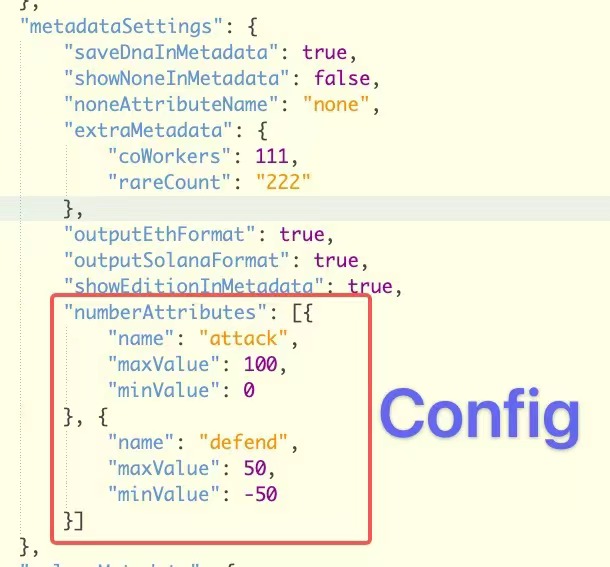 },
"metadataSettings": {
"saveDnaInMetadata": true,
"showNoneInMetadata": false,
"noneAttributeName": "none",
"extraMetadata": {
"coWorkers": 111,
"rareCount": "222"
},
"outputEthFormat": true,
"outputSolanaFormat": true,
"showEditionInMetadata": true,
"numberAttributes": [{
"name": "attack",
"maxValue": 100,
"minValue": 0
}, {
"name": "defend",
"maxValue": 50,
"minValue": -50
}]
},
Config